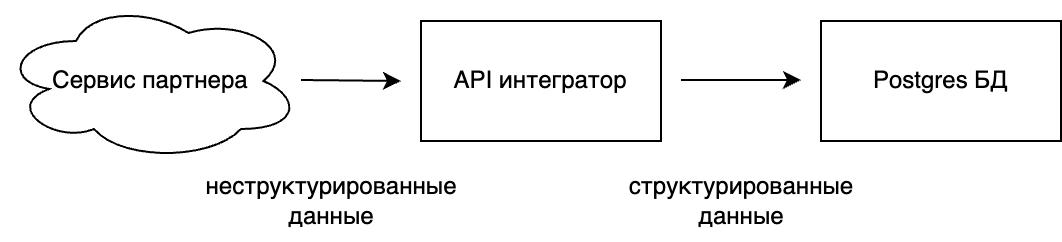 Сервис партнера
API интегратор
Postgres БД
неструктурированные
данные
структурированные
данные